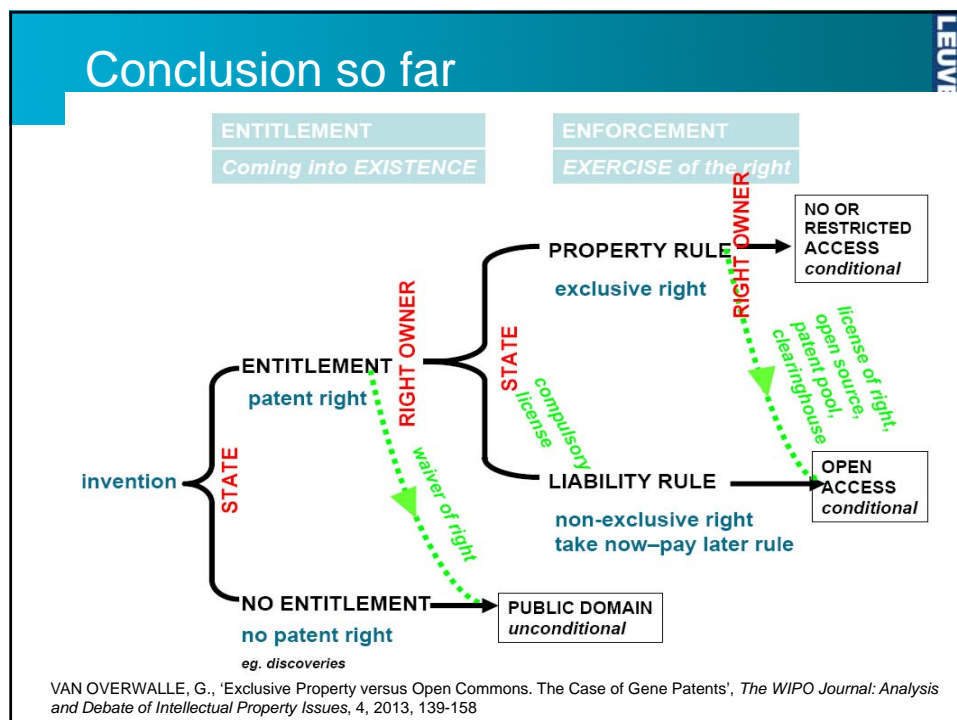 Conclusion so far
ENTITLEMENT
Coming into EXISTENCE
ENFORCEMENT
EXERCISE of the right
NO OR
RESTRICTED
ACCESS
conditional
PROPERTY RULE
RIGHT OWNER
exclusive right
license of right,
open source,
patent pool,
clearinghouse
ENTITLEMENT
RIGHT OWNER
patent right
STATE
compulsory
license
invention
STATE
waiver of right
LIABILITY RULE
OPEN
ACCESS
conditional
non-exclusive right
take now–pay later rule
NO ENTITLEMENT
no patent right
eg. discoveries
PUBLIC DOMAIN
unconditional
VAN OVERWALLE, G., ‘Exclusive Property versus Open Commons. The Case of Gene Patents’, The WIPO Journal: Analysis
and Debate of Intellectual Property Issues, 4, 2013, 139-158